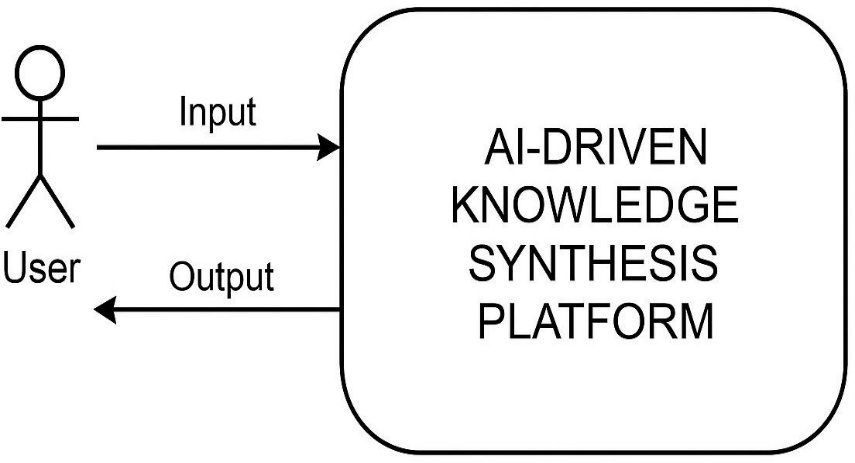 Input
AI-DRIVEN
KNOWLEDGE
SYNTHESIS
PLATFORM
User
Output